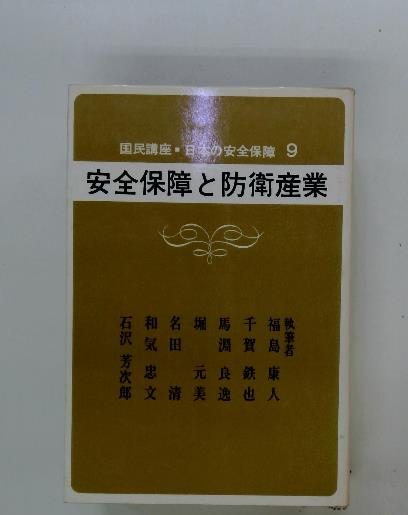 国民講座・日本の安全保障 9
安全保障と防衛産業
執筆者
福島康人
千賀鉄也
馬淵良逸
堀元美
名田清
和気忠文
石沢芳次郎